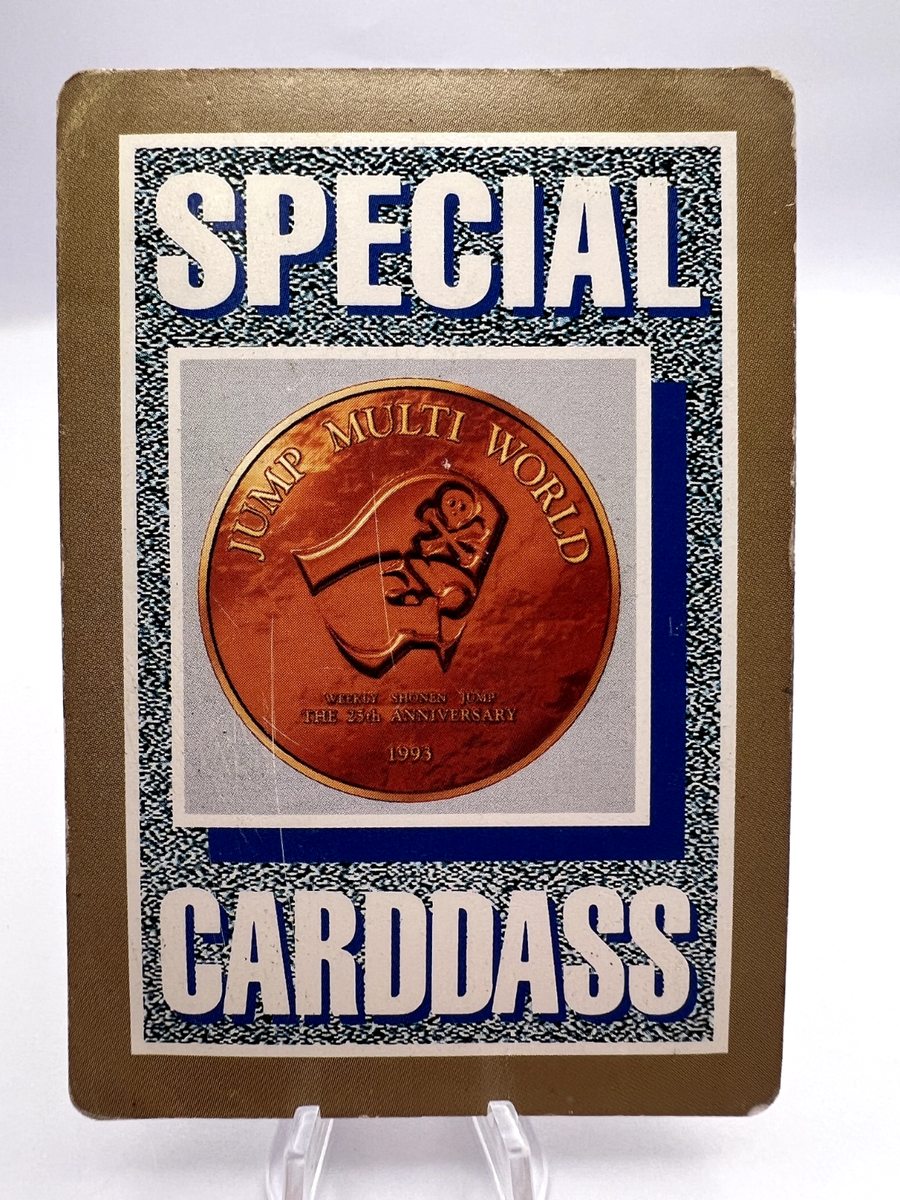 SPECIAL
JUMP MULTI WORLD
WEEKLY SHONEN JUMP
THE 25th ANNIVERSARY
1993
CARDDASS